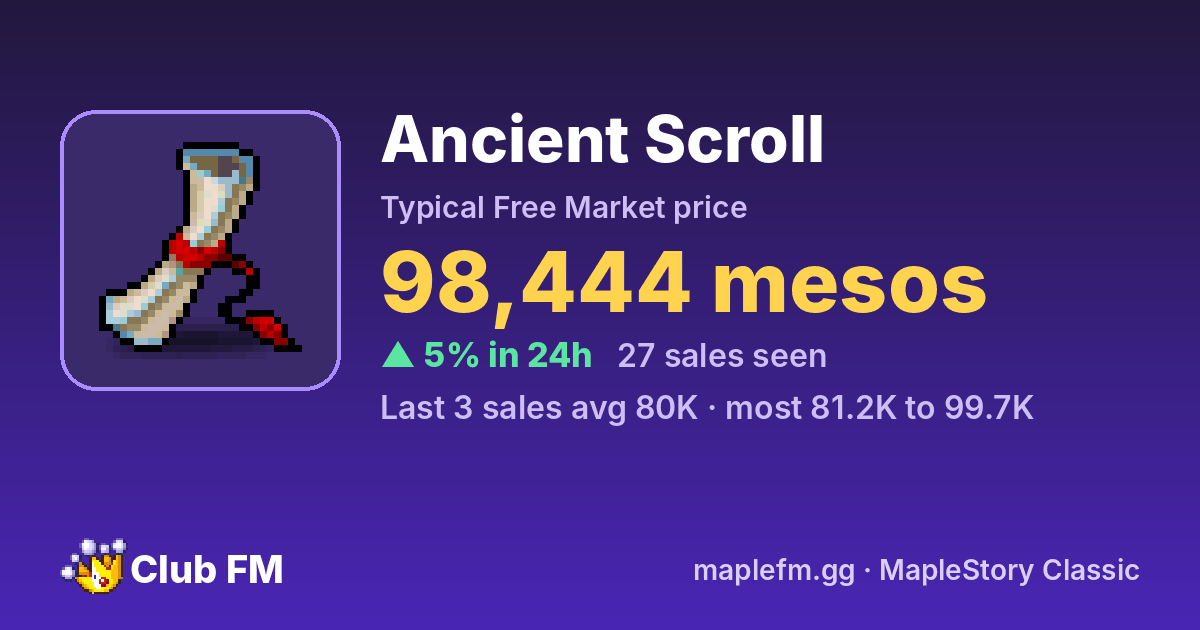 Ancient Scroll
Typical Free Market price
98,444 mesos
▲ 5% in 24h 27 sales seen
Last 3 sales avg 80K · most 81.2K to 99.7K
Club FM
maplefm.gg · MapleStory Classic